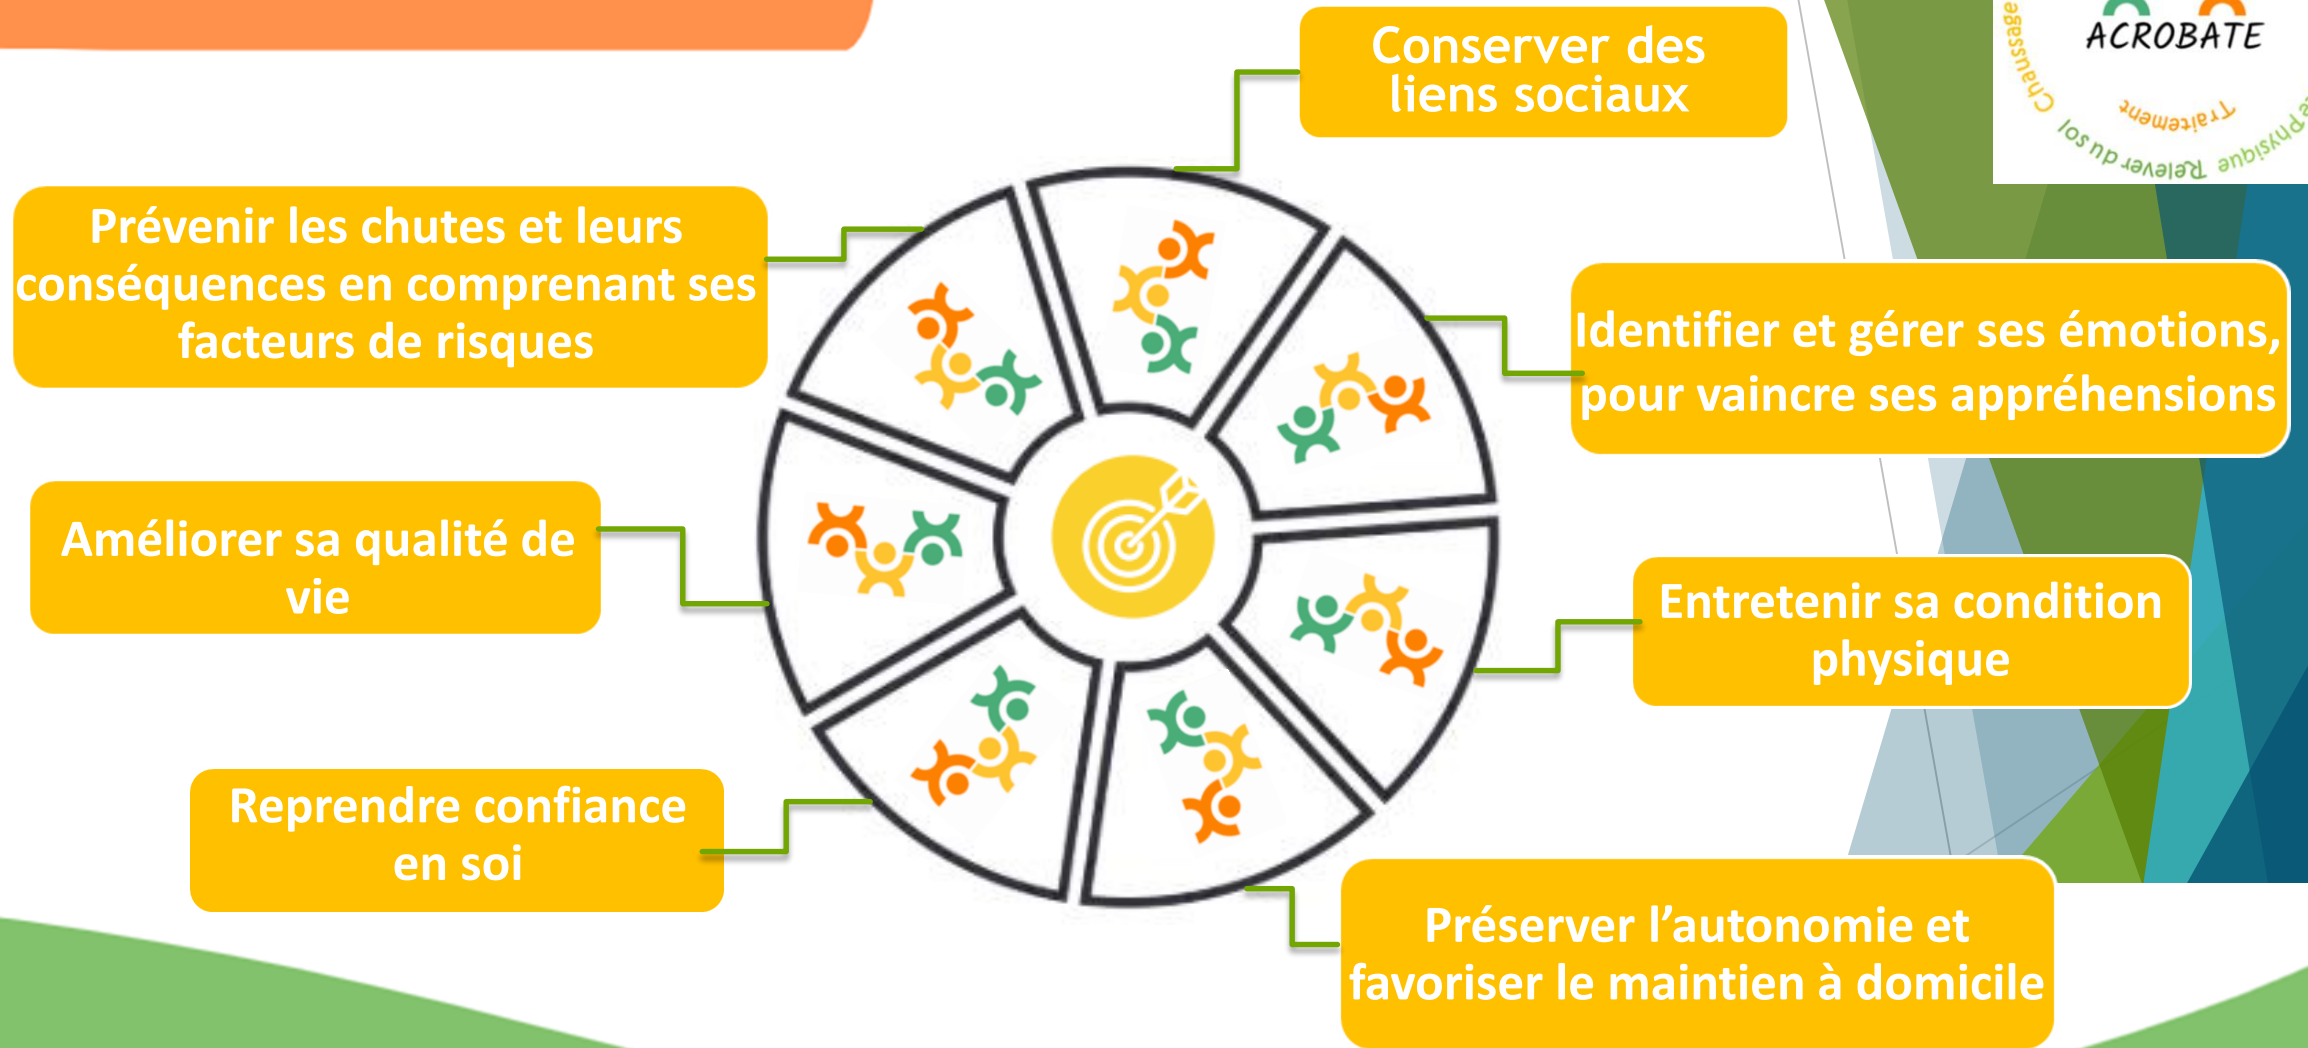 Conserver des
liens sociaux
ACROBATE
Chaussage
Traitement
Relever du sol
Physique
Prévenir les chutes et leurs
conséquences en comprenant ses
facteurs de risques
Identifier et gérer ses émotions,
pour vaincre ses appréhensions
Améliorer sa qualité de
vie
Entretenir sa condition
physique
Reprendre confiance
en soi
Préserver l’autonomie et
favoriser le maintien à domicile